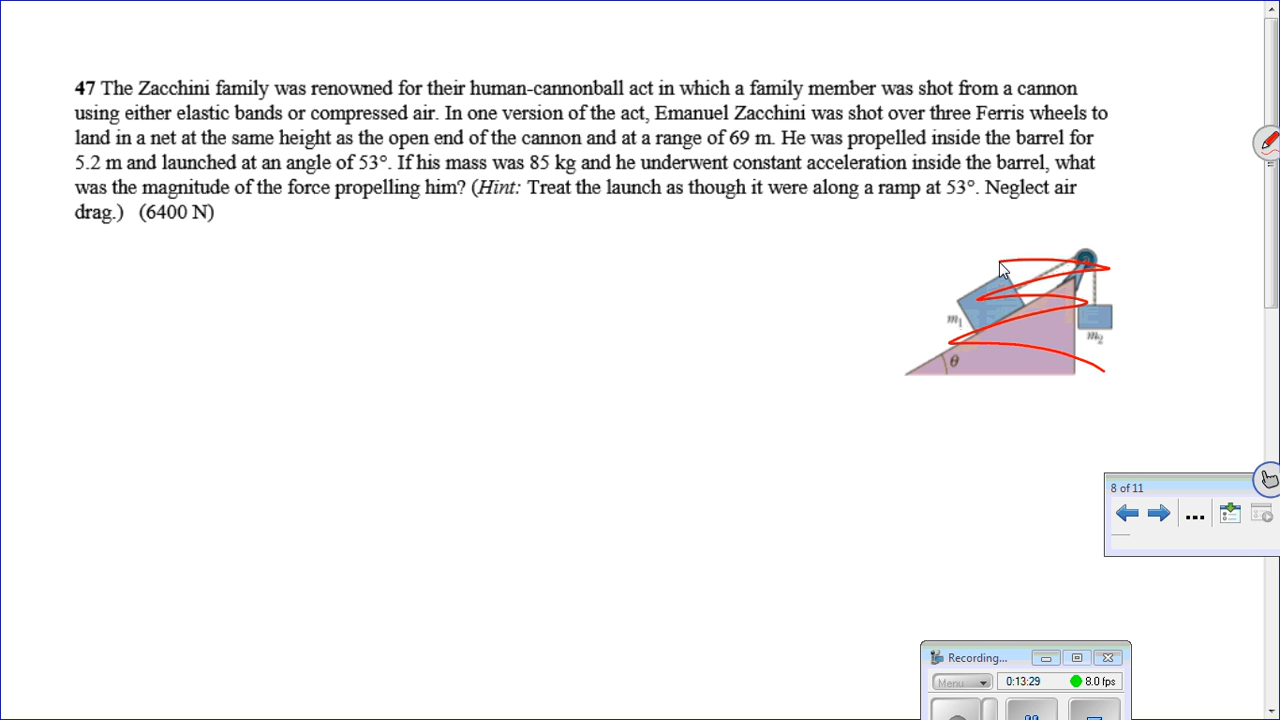 47 The Zacchini family was renowned for their human-cannonball act in which a family member was shot from a cannon
using either elastic bands or compressed air. In one version of the act, Emanuel Zacchini was shot over three Ferris wheels to
land in a net at the same height as the open end of the cannon and at a range of 69 m. He was propelled inside the barrel for
5.2 m and launched at an angle of 53°. If his mass was 85 kg and he underwent constant acceleration inside the barrel, what
was the magnitude of the force propelling him? (Hint: Treat the launch as though it were along a ramp at 53°. Neglect air
drag.) (6400 N)
m₁
m₂
θ
8 of 11
...
Recording...
Menu
0:13:29
8.0 fps